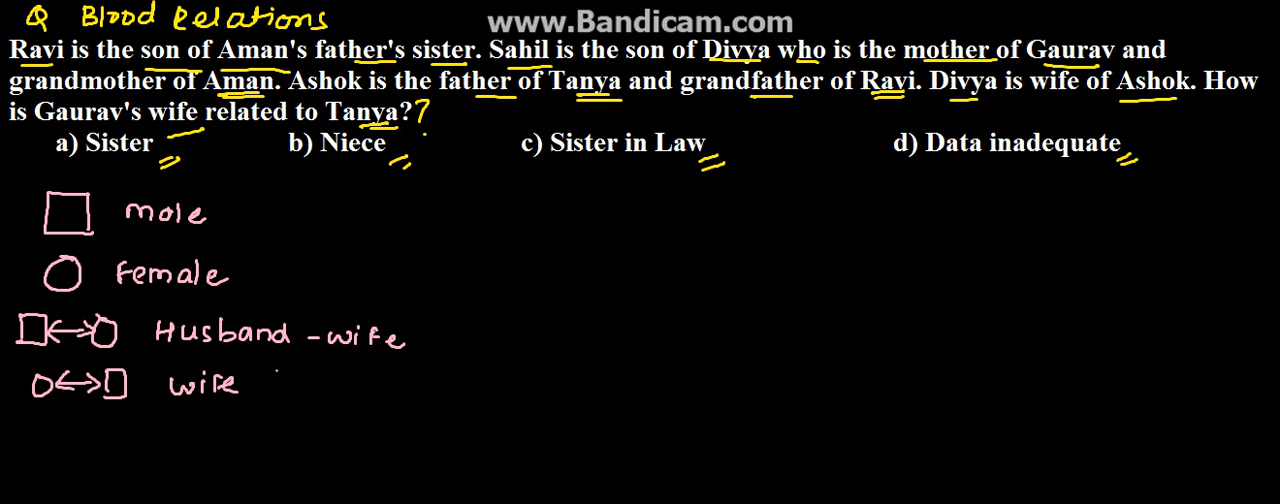 Q Blood Relations
www.Bandicam.com
Ravi is the son of Aman's father's sister. Sahil is the son of Divya who is the mother of Gaurav and
grandmother of Aman. Ashok is the father of Tanya and grandfather of Ravi. Divya is wife of Ashok. How
is Gaurav's wife related to Tanya??
a) Sister b) Niece c) Sister in Law d) Data inadequate
male
Female
Husband - wife
wife